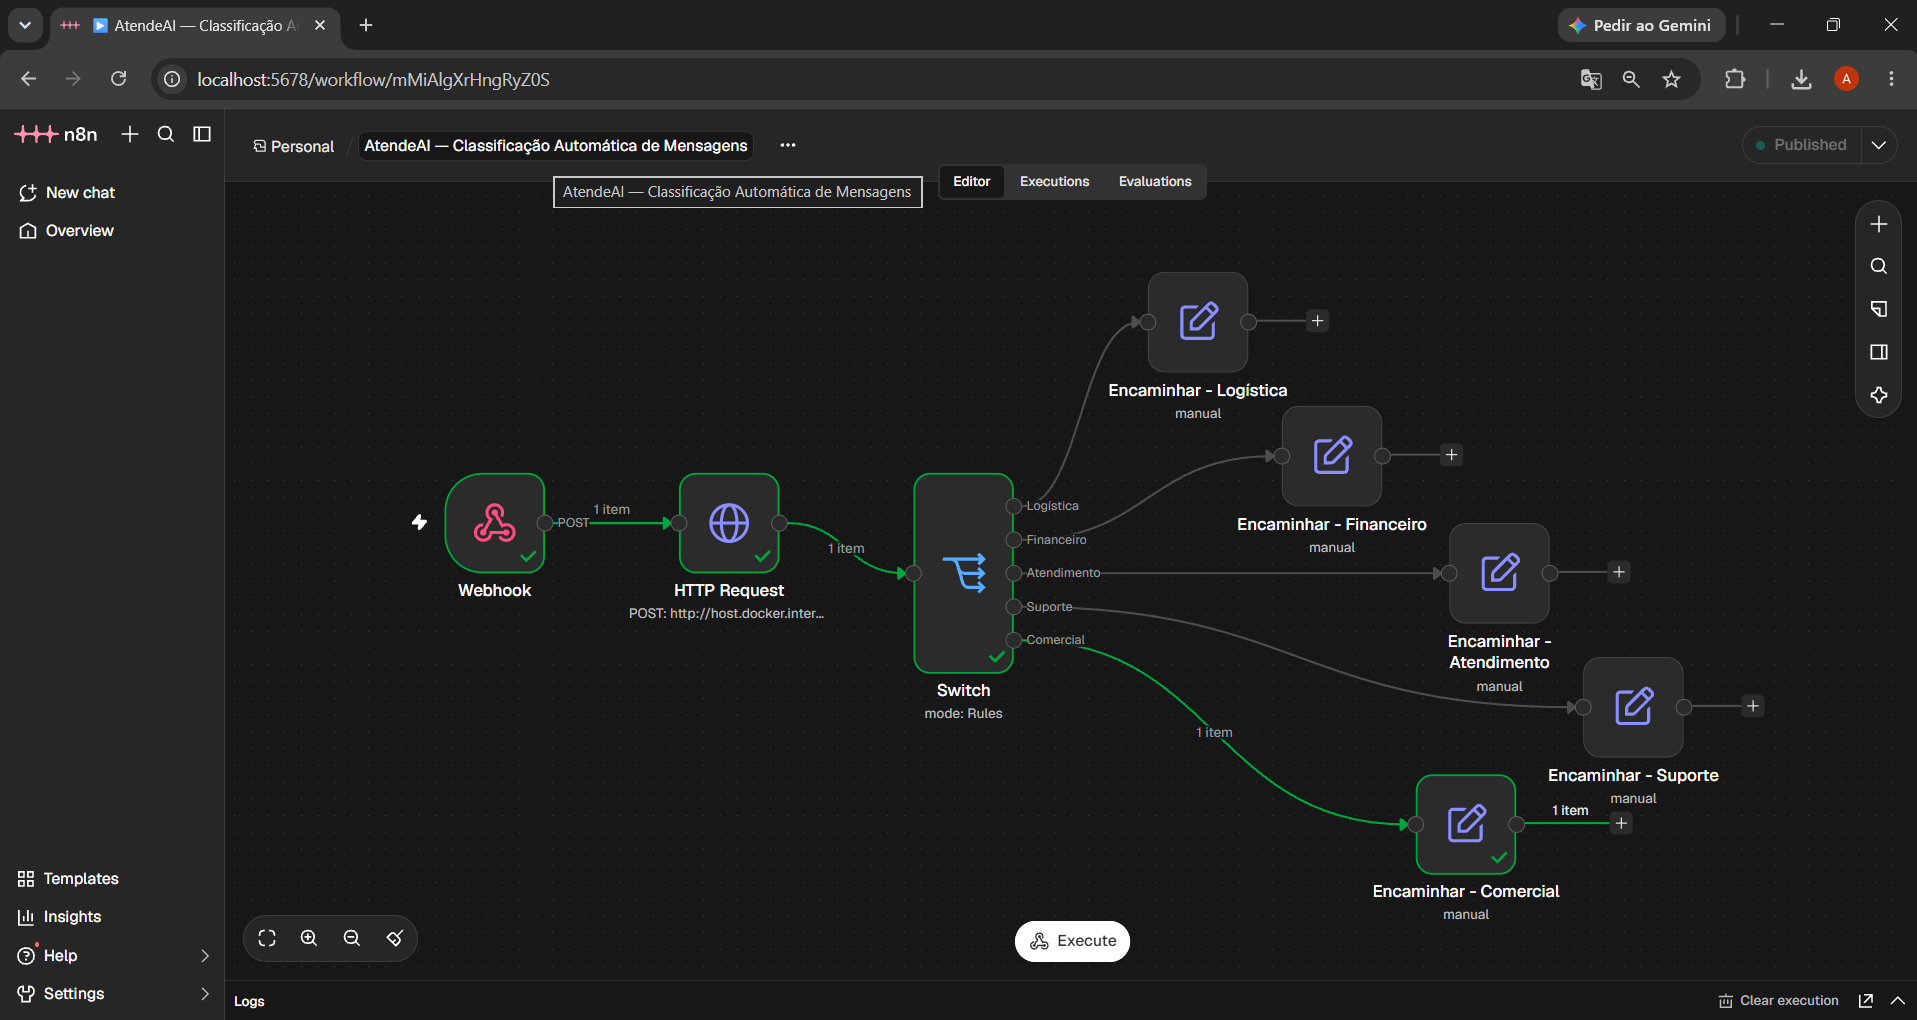 AtendeAI — Classificação A
Pedir ao Gemini
localhost:5678/workflow/mMiAlgXrHngRyZ0S
A
n8n
Personal / AtendeAI — Classificação Automática de Mensagens ...
Published
AtendeAI — Classificação Automática de Mensagens
Editor Executions Evaluations
New chat
Overview
Encaminhar - Logística
manual
Encaminhar - Financeiro
manual
POST
1 item
Webhook
HTTP Request
POST: http://host.docker.inter...
1 item
Logística
Financeiro
Atendimento
Suporte
Comercial
Switch
mode: Rules
Encaminhar -
Atendimento
manual
Encaminhar - Suporte
manual
1 item
1 item
Encaminhar - Comercial
manual
Templates
Insights
Help
Settings
Execute
Logs
Clear execution